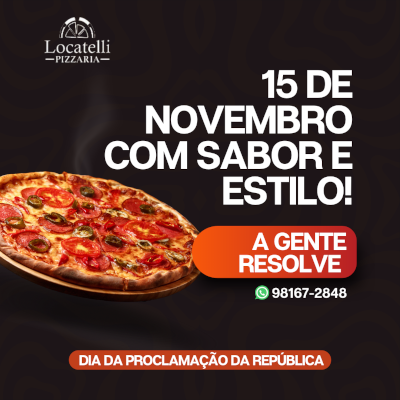 Locatelli
PIZZARIA
15 DE
NOVEMBRO
COM SABOR E
ESTILO!
A GENTE
RESOLVE
98167-2848
DIA DA PROCLAMAÇÃO DA REPÚBLICA